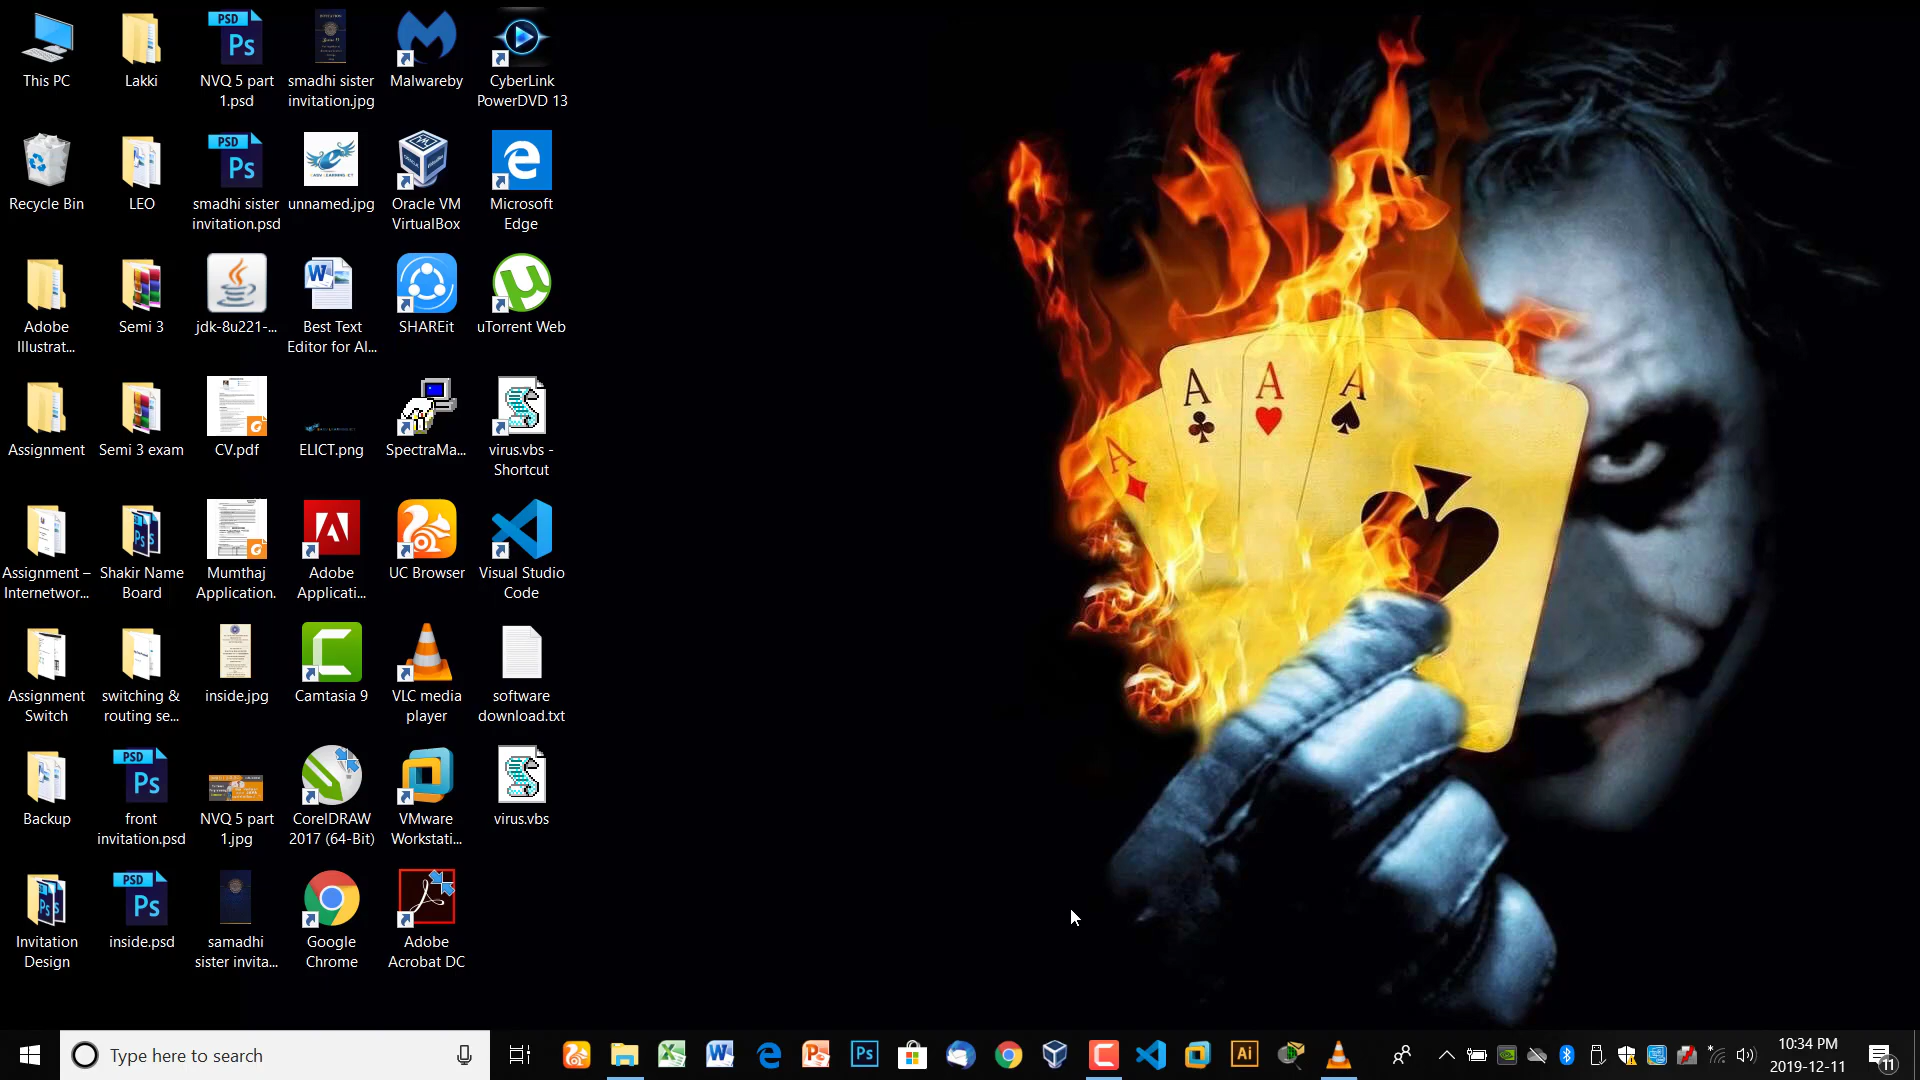 This PC
Lakki
NVQ 5 part
1.psd
smadhi sister
invitation.jpg
Malwareby
CyberLink
PowerDVD 13
Recycle Bin
LEO
smadhi sister
invitation.psd
unnamed.jpg
Oracle VM
VirtualBox
Microsoft
Edge
Adobe
Illustrat...
Semi 3
jdk-8u221-...
Best Text
Editor for Al...
SHAREit
uTorrent Web
Assignment
Semi 3 exam
CV.pdf
ELICT.png
SpectraMa...
virus.vbs -
Shortcut
Assignment –
Internetwor...
Shakir Name
Board
Mumthaj
Application.
Adobe
Applicati...
UC Browser
Visual Studio
Code
Assignment
Switch
switching &
routing se...
inside.jpg
Camtasia 9
VLC media
player
software
download.txt
Backup
front
invitation.psd
NVQ 5 part
1.jpg
CorelDRAW
2017 (64-Bit)
VMware
Workstati...
virus.vbs
Invitation
Design
inside.psd
samadhi
sister invita...
Google
Chrome
Adobe
Acrobat DC
PSD
Ps
PSD
Ps
PSD
Ps
PSD
Ps
A
A
A
A
Type here to search
Ps
Ai
10:34 PM
2019-12-11
11